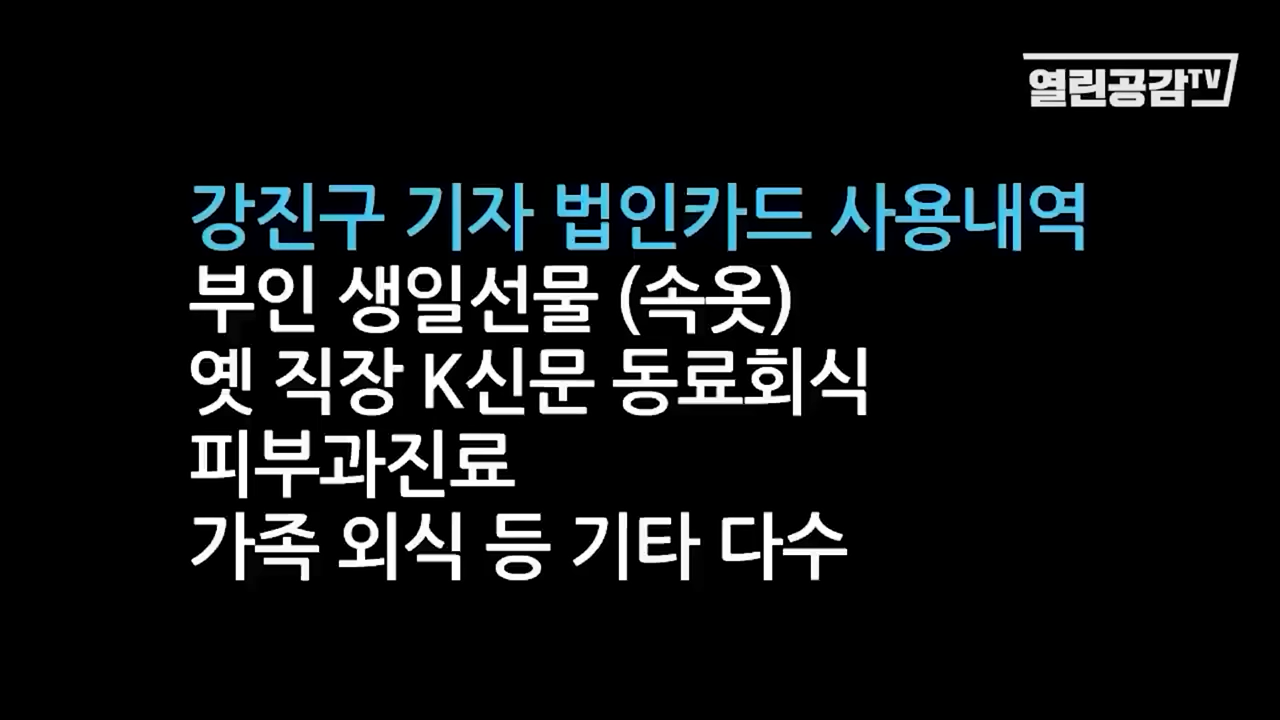 열린공감TV
강진구 기자 법인카드 사용내역
부인 생일선물 (속옷)
옛 직장 K신문 동료회식
피부과진료
가족 외식 등 기타 다수